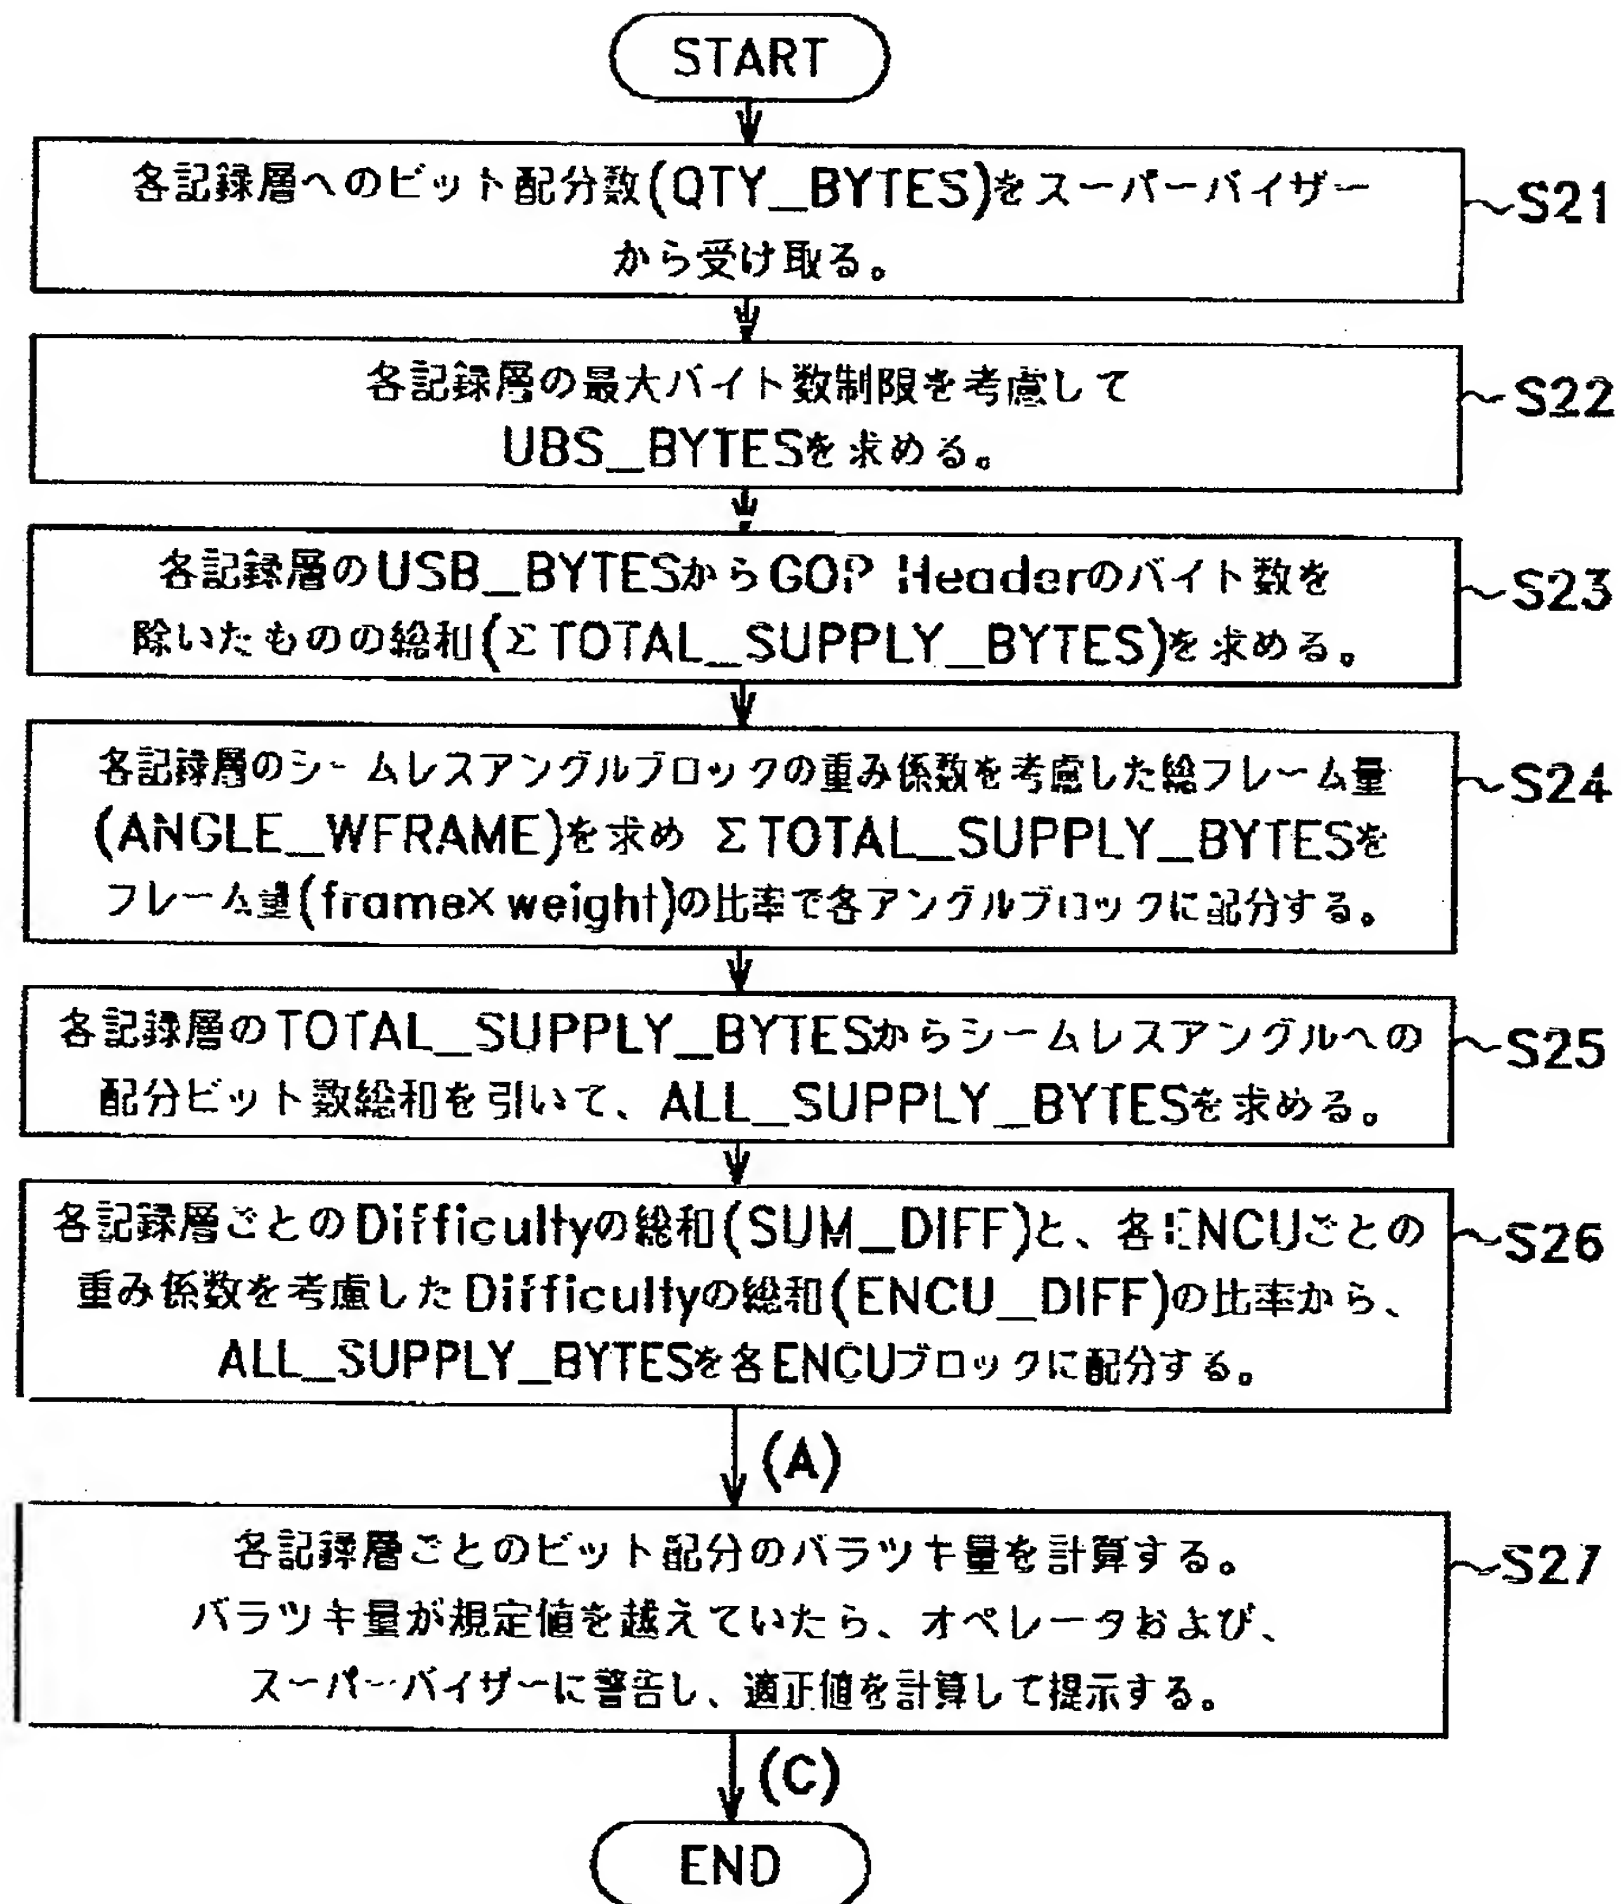 START
各記録層へのビット配分数(QTY_BYTES)をスーパーバイザー
から受け取る。
～S21
各記録層の最大バイト数制限を考慮して
UBS_BYTESを求める。
～S22
各記録層のUSB_BYTESからGOP Headerのバイト数を
除いたものの総和(ΣTOTAL_SUPPLY_BYTES)を求める。
～S23
各記録層のシームレスアングルブロックの重み係数を考慮した総フレーム量
(ANGLE_WFRAME)を求め ΣTOTAL_SUPPLY_BYTESを
フレーム量(frame×weight)の比率で各アングルブロックに配分する。
～S24
各記録層のTOTAL_SUPPLY_BYTESからシームレスアングルへの
配分ビット数総和を引いて、ALL_SUPPLY_BYTESを求める。
～S25
各記録層ごとのDifficultyの総和(SUM_DIFF)と、各ENCUごとの
重み係数を考慮したDifficultyの総和(ENCU_DIFF)の比率から、
ALL_SUPPLY_BYTESを各ENCUブロックに配分する。
～S26
(A)
各記録層ごとのビット配分のバラツキ量を計算する。
バラツキ量が規定値を越えていたら、オペレータおよび、
スーパーバイザーに警告し、適正値を計算して提示する。
～S27
(C)
END